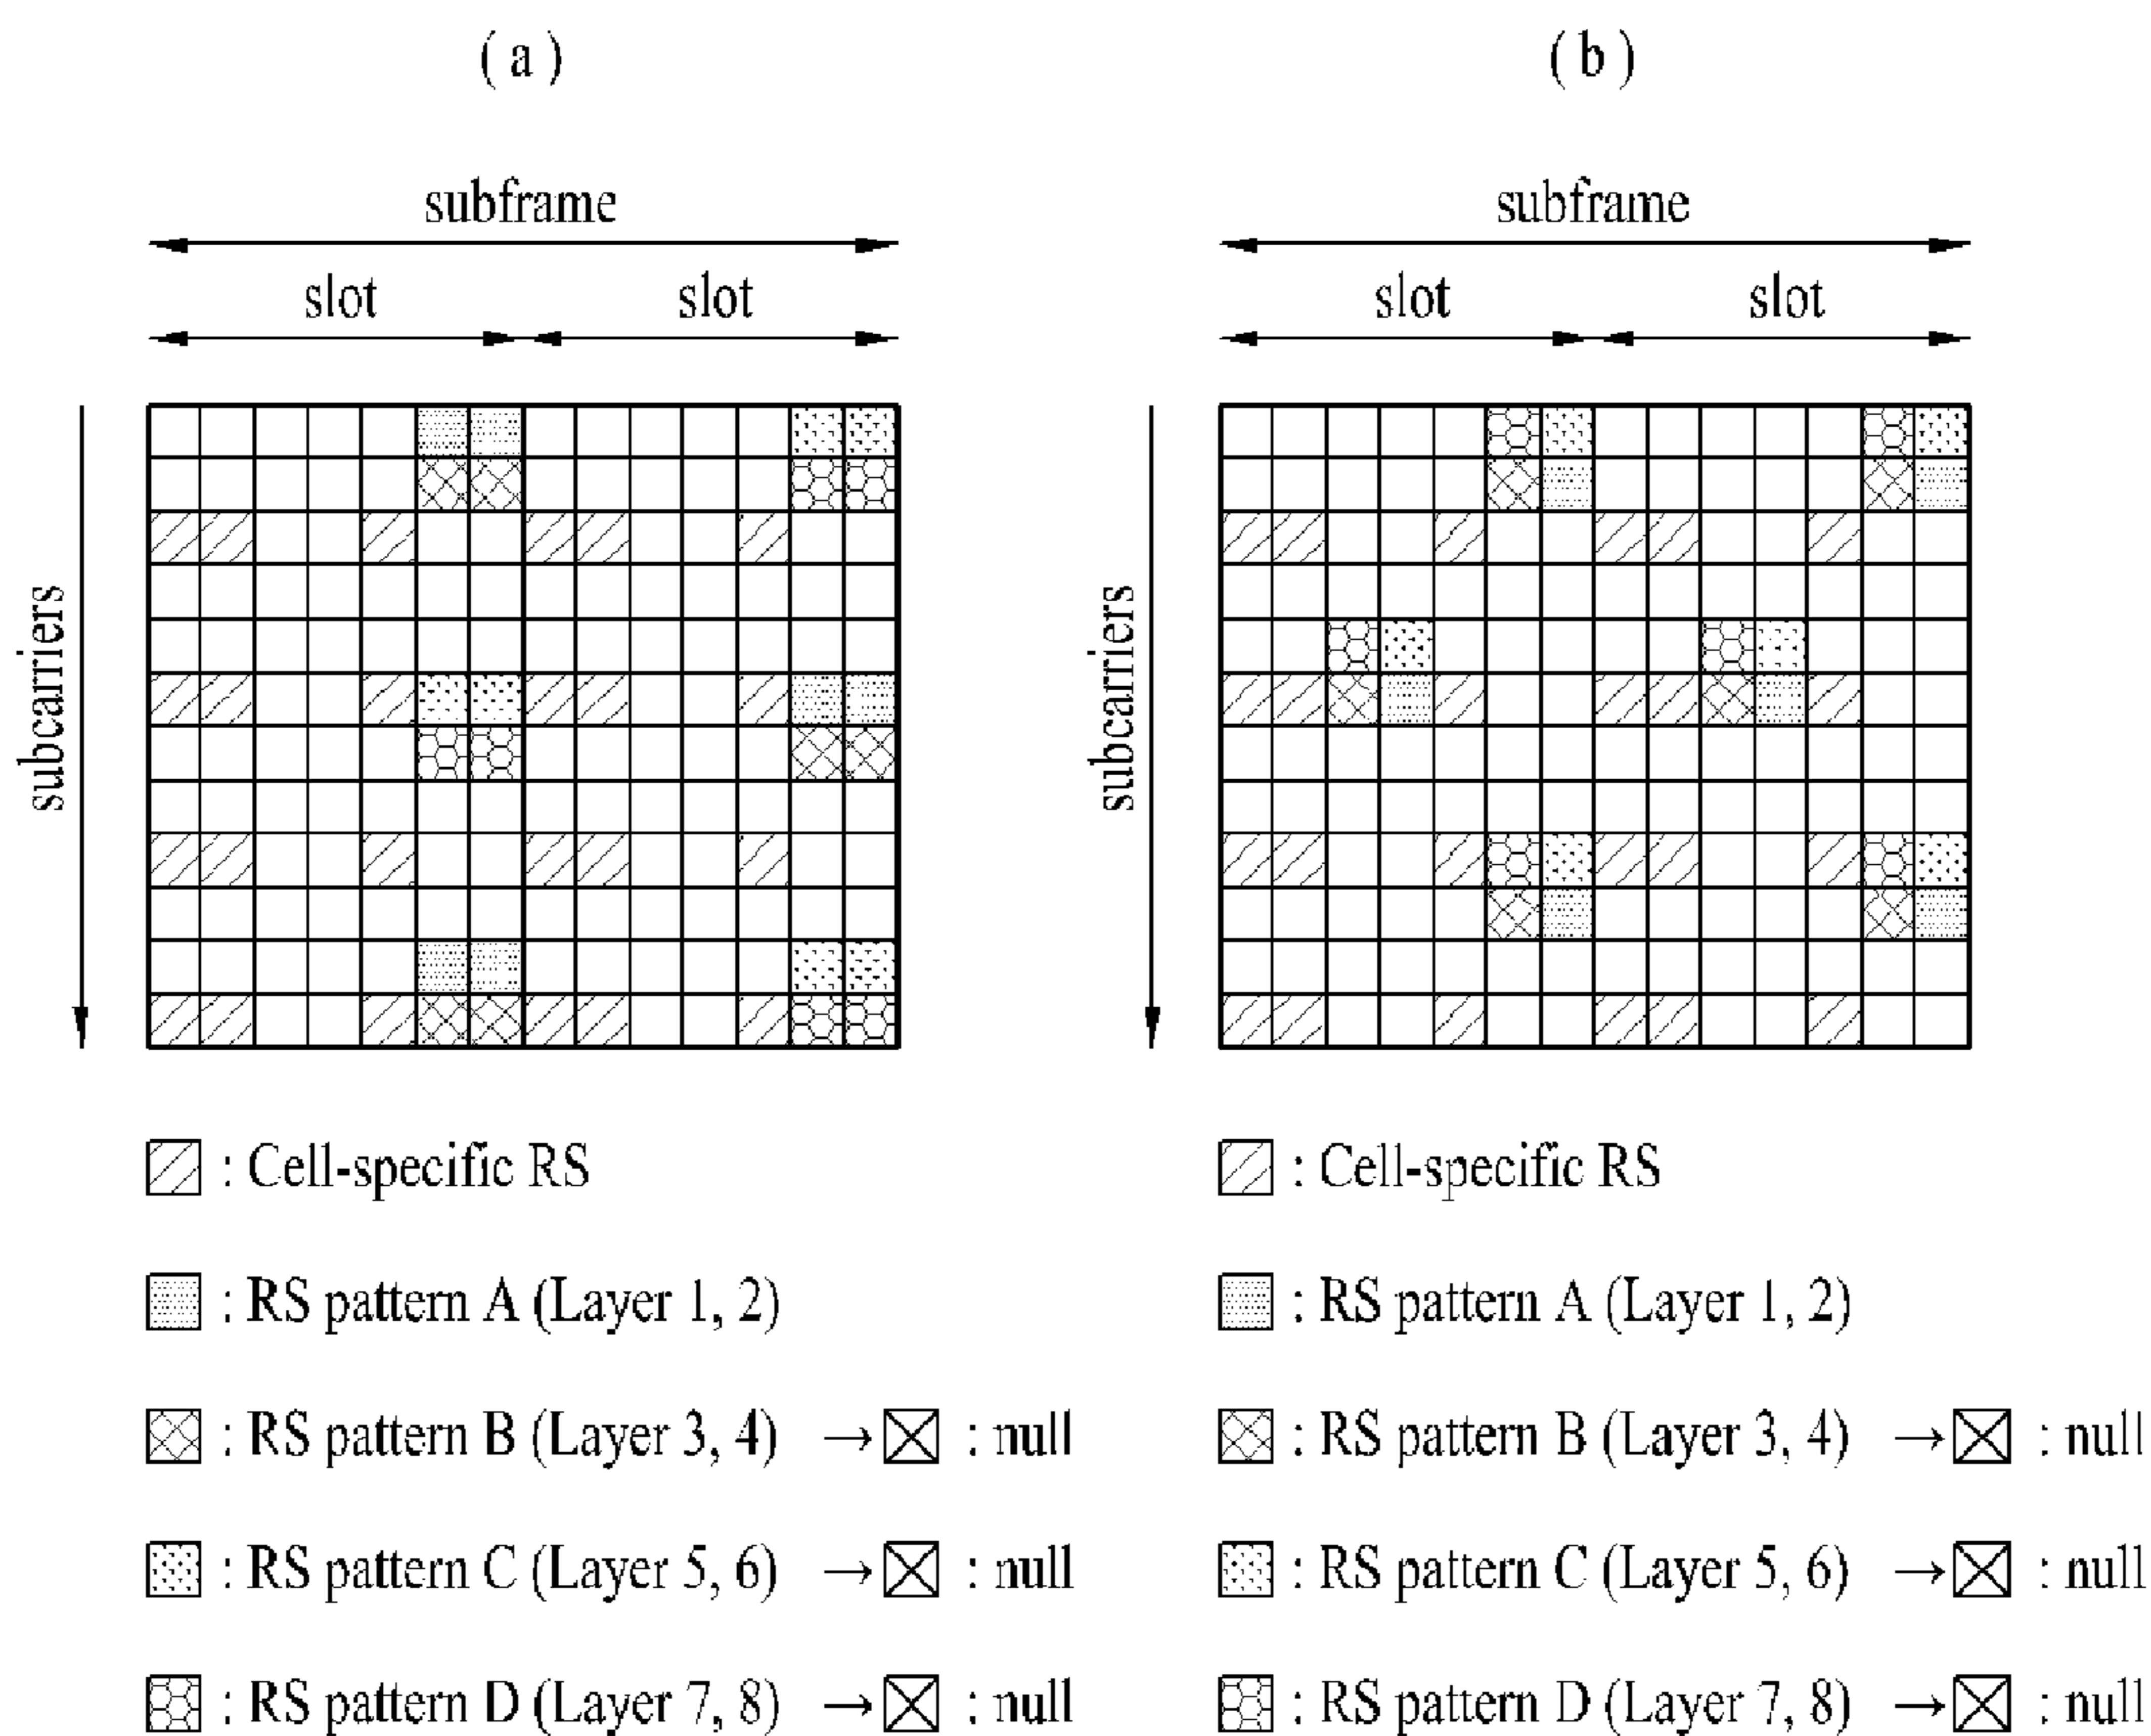 ( a )
subframe
slot slot
subcarriers
: Cell-specific RS
: RS pattern A (Layer 1, 2)
: RS pattern B (Layer 3, 4) → : null
: RS pattern C (Layer 5, 6) → : null
: RS pattern D (Layer 7, 8) → : null
( b )
subframe
slot slot
subcarriers
: Cell-specific RS
: RS pattern A (Layer 1, 2)
: RS pattern B (Layer 3, 4) → : null
: RS pattern C (Layer 5, 6) → : null
: RS pattern D (Layer 7, 8) → : null